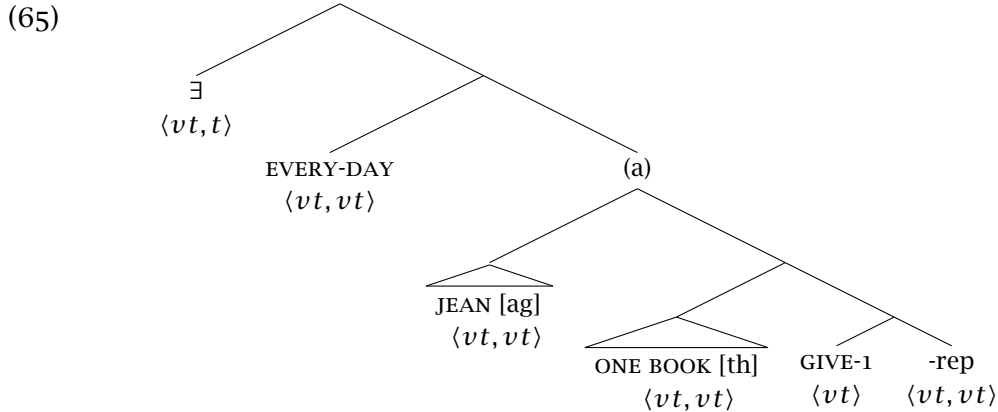 (65)
∃
⟨vt, t⟩
EVERY-DAY
⟨vt, vt⟩
(a)
JEAN [ag]
⟨vt, vt⟩
ONE BOOK [th]
⟨vt, vt⟩
GIVE-1
⟨vt⟩
-rep
⟨vt, vt⟩